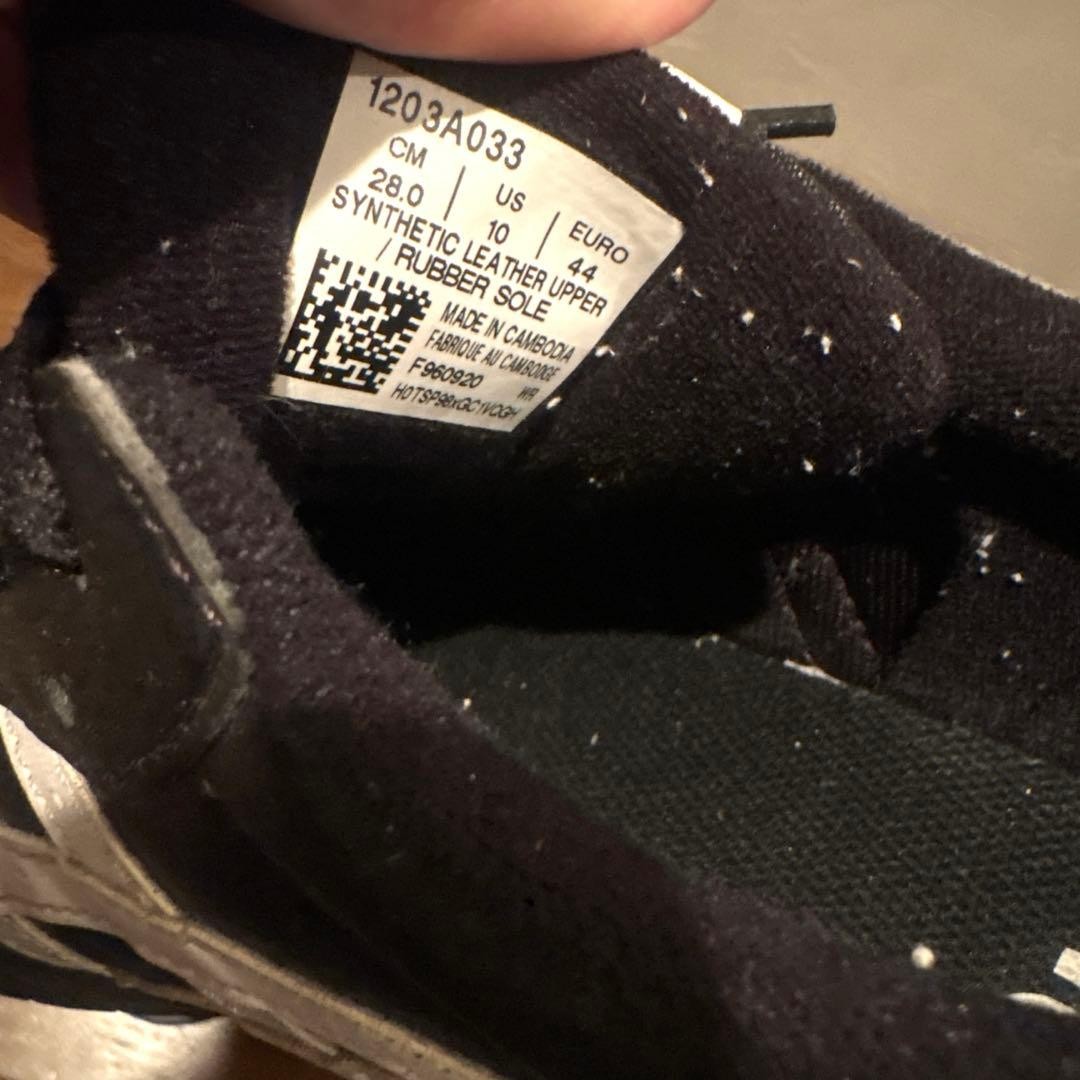 1203A033
CM | US | EURO
28.0 | 10 | 44
SYNTHETIC LEATHER UPPER
/ RUBBER SOLE
MADE IN CAMBODIA
FABRIQUE AU CAMBODGE
F960920 WR